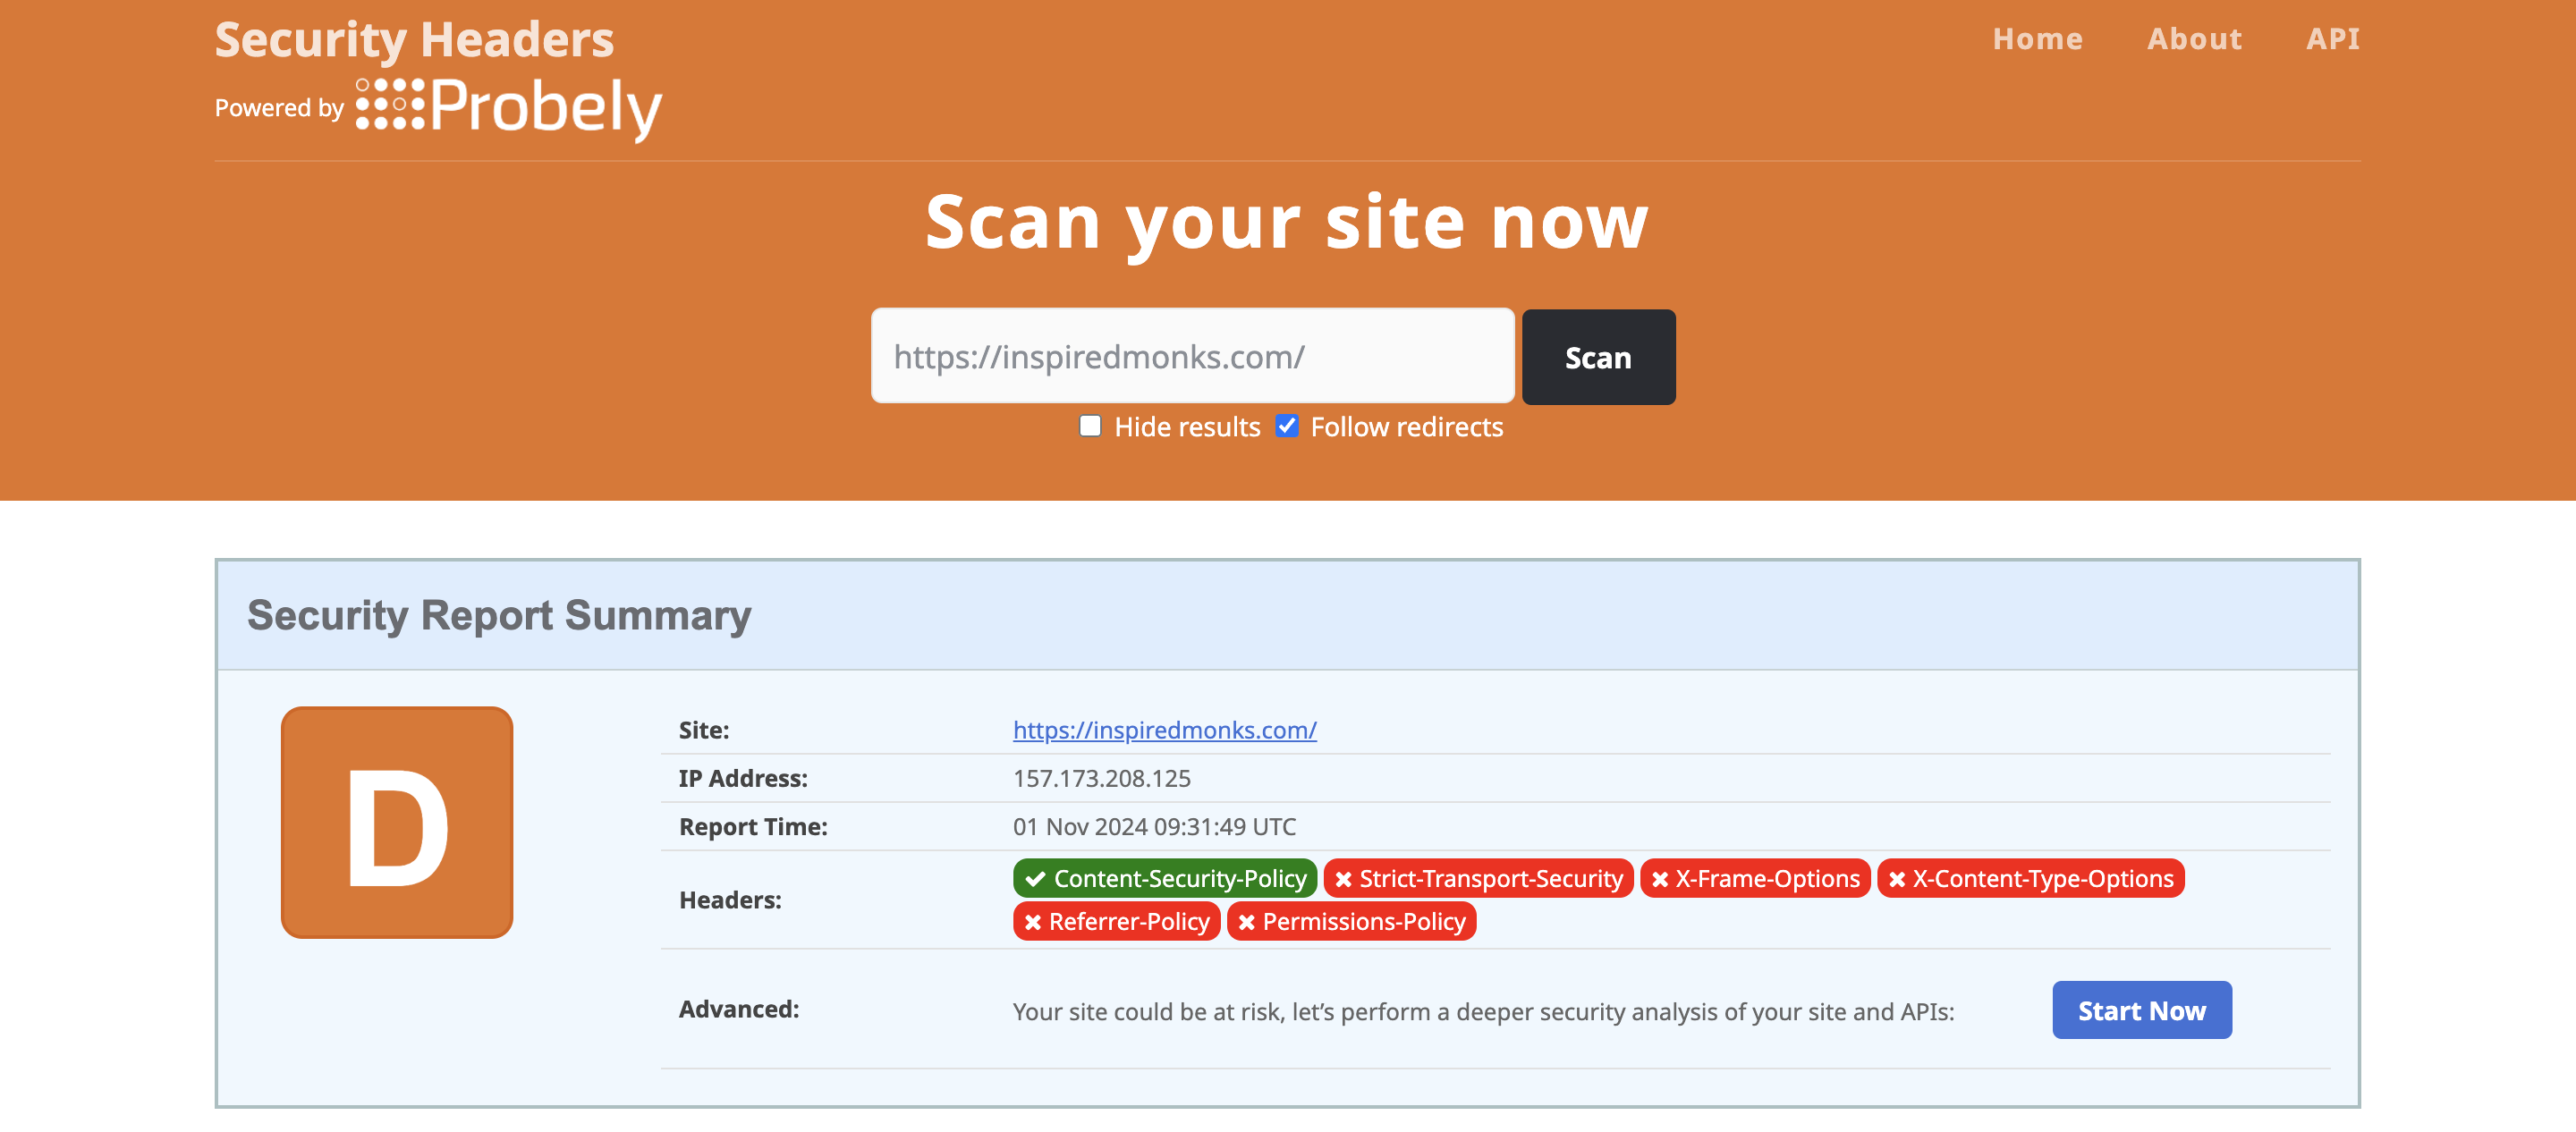 Security Headers
Home About API
Powered by Probely
Scan your site now
https://inspiredmonks.com/ Scan
Hide results Follow redirects
Security Report Summary
D
Site: https://inspiredmonks.com/
IP Address: 157.173.208.125
Report Time: 01 Nov 2024 09:31:49 UTC
Headers: Content-Security-Policy Strict-Transport-Security X-Frame-Options X-Content-Type-Options
Referrer-Policy Permissions-Policy
Advanced: Your site could be at risk, let’s perform a deeper security analysis of your site and APIs: Start Now